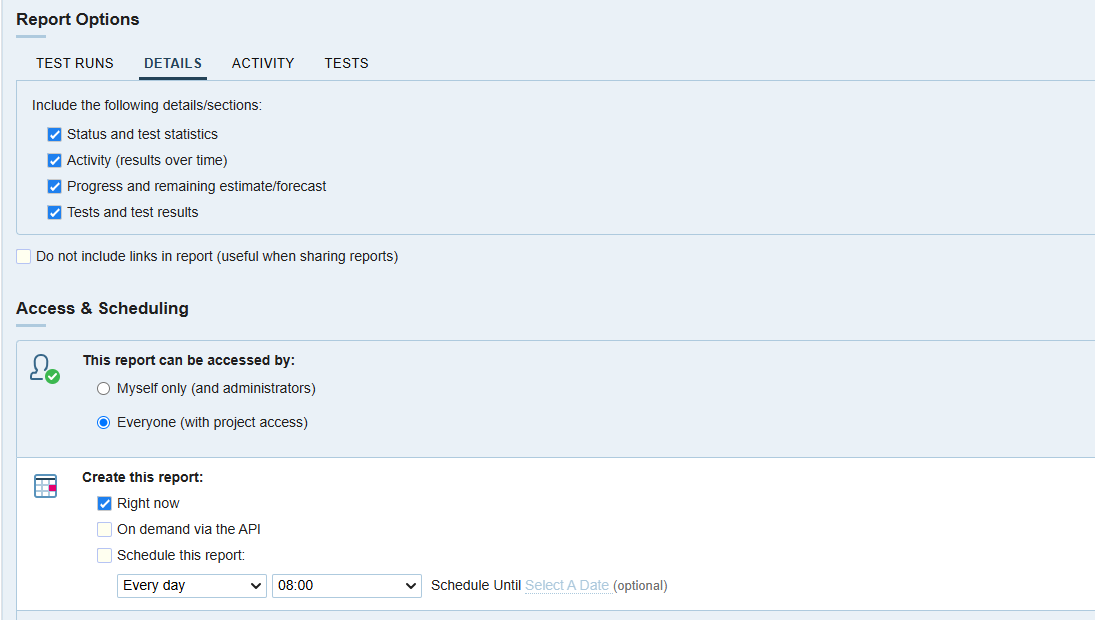 Report Options
TEST RUNS DETAILS ACTIVITY TESTS
Include the following details/sections:
Status and test statistics
Activity (results over time)
Progress and remaining estimate/forecast
Tests and test results
Do not include links in report (useful when sharing reports)
Access & Scheduling
This report can be accessed by:
Myself only (and administrators)
Everyone (with project access)
Create this report:
Right now
On demand via the API
Schedule this report:
Every day 08:00 Schedule Until Select A Date (optional)